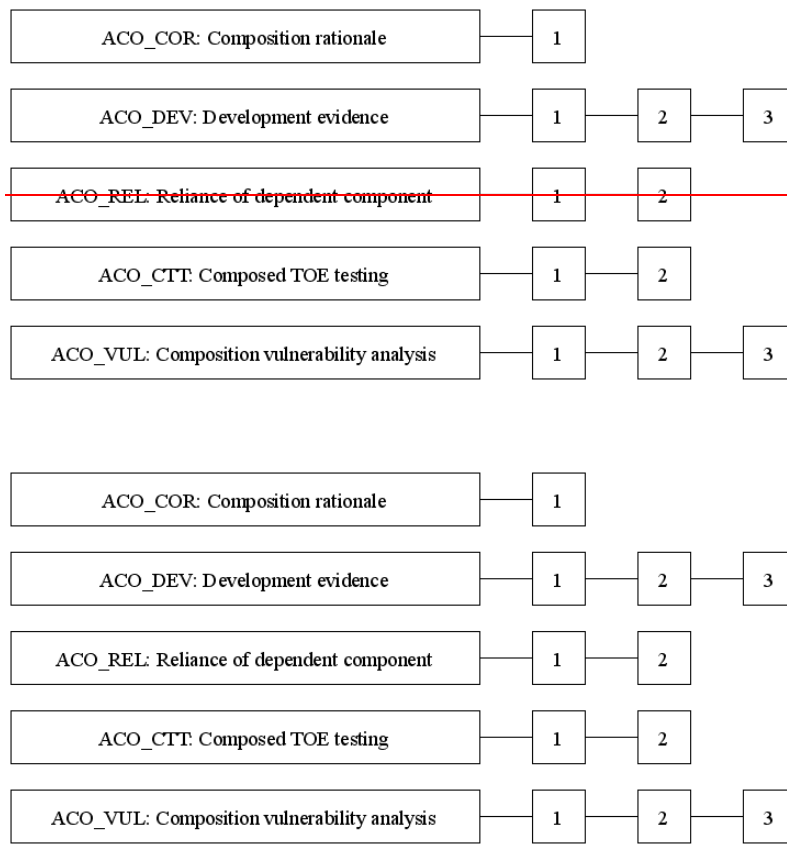 ACO_COR: Composition rationale 1
ACO_DEV: Development evidence 1 2 3
ACO_REL: Reliance of dependent component 1 2
ACO_CTT: Composed TOE testing 1 2
ACO_VUL: Composition vulnerability analysis 1 2 3
ACO_COR: Composition rationale 1
ACO_DEV: Development evidence 1 2 3
ACO_REL: Reliance of dependent component 1 2
ACO_CTT: Composed TOE testing 1 2
ACO_VUL: Composition vulnerability analysis 1 2 3